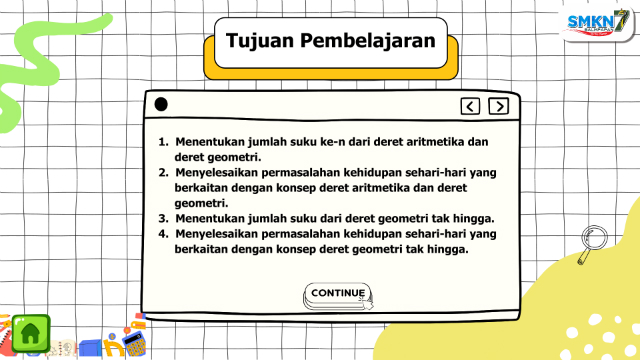 SMKN 7
BALIKPAPAN
Tujuan Pembelajaran
1. Menentukan jumlah suku ke-n dari deret aritmetika dan
deret geometri.
2. Menyelesaikan permasalahan kehidupan sehari-hari yang
berkaitan dengan konsep deret aritmetika dan deret
geometri.
3. Menentukan jumlah suku dari deret geometri tak hingga.
4. Menyelesaikan permasalahan kehidupan sehari-hari yang
berkaitan dengan konsep deret geometri tak hingga.
CONTINUE